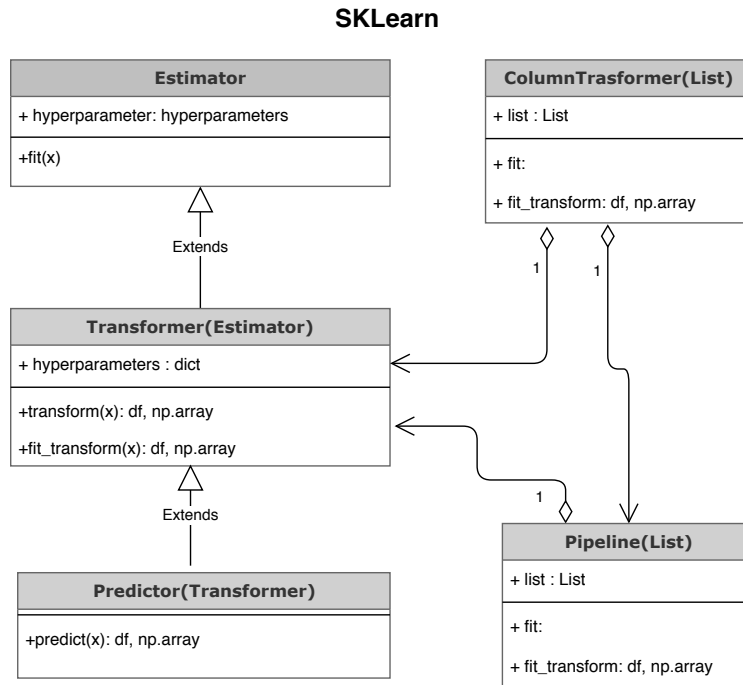 SKLearn
Estimator
+ hyperparameter: hyperparameters
+fit(x)
Extends
ColumnTrasformer(List)
+ list : List
+ fit:
+ fit_transform: df, np.array
1
1
Transformer(Estimator)
+ hyperparameters : dict
+transform(x): df, np.array
+fit_transform(x): df, np.array
Extends
1
Predictor(Transformer)
+predict(x): df, np.array
Pipeline(List)
+ list : List
+ fit:
+ fit_transform: df, np.array